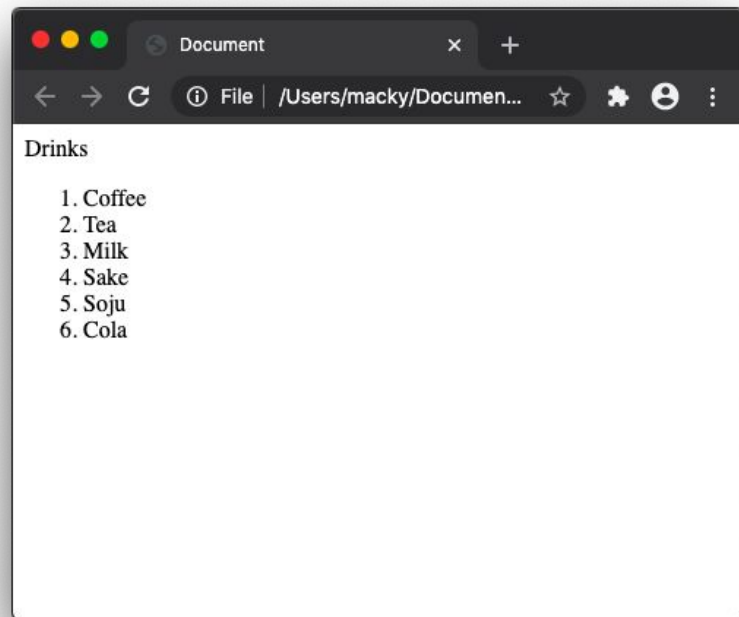 Document
File /Users/macky/Documen...
Drinks
1. Coffee
2. Tea
3. Milk
4. Sake
5. Soju
6. Cola